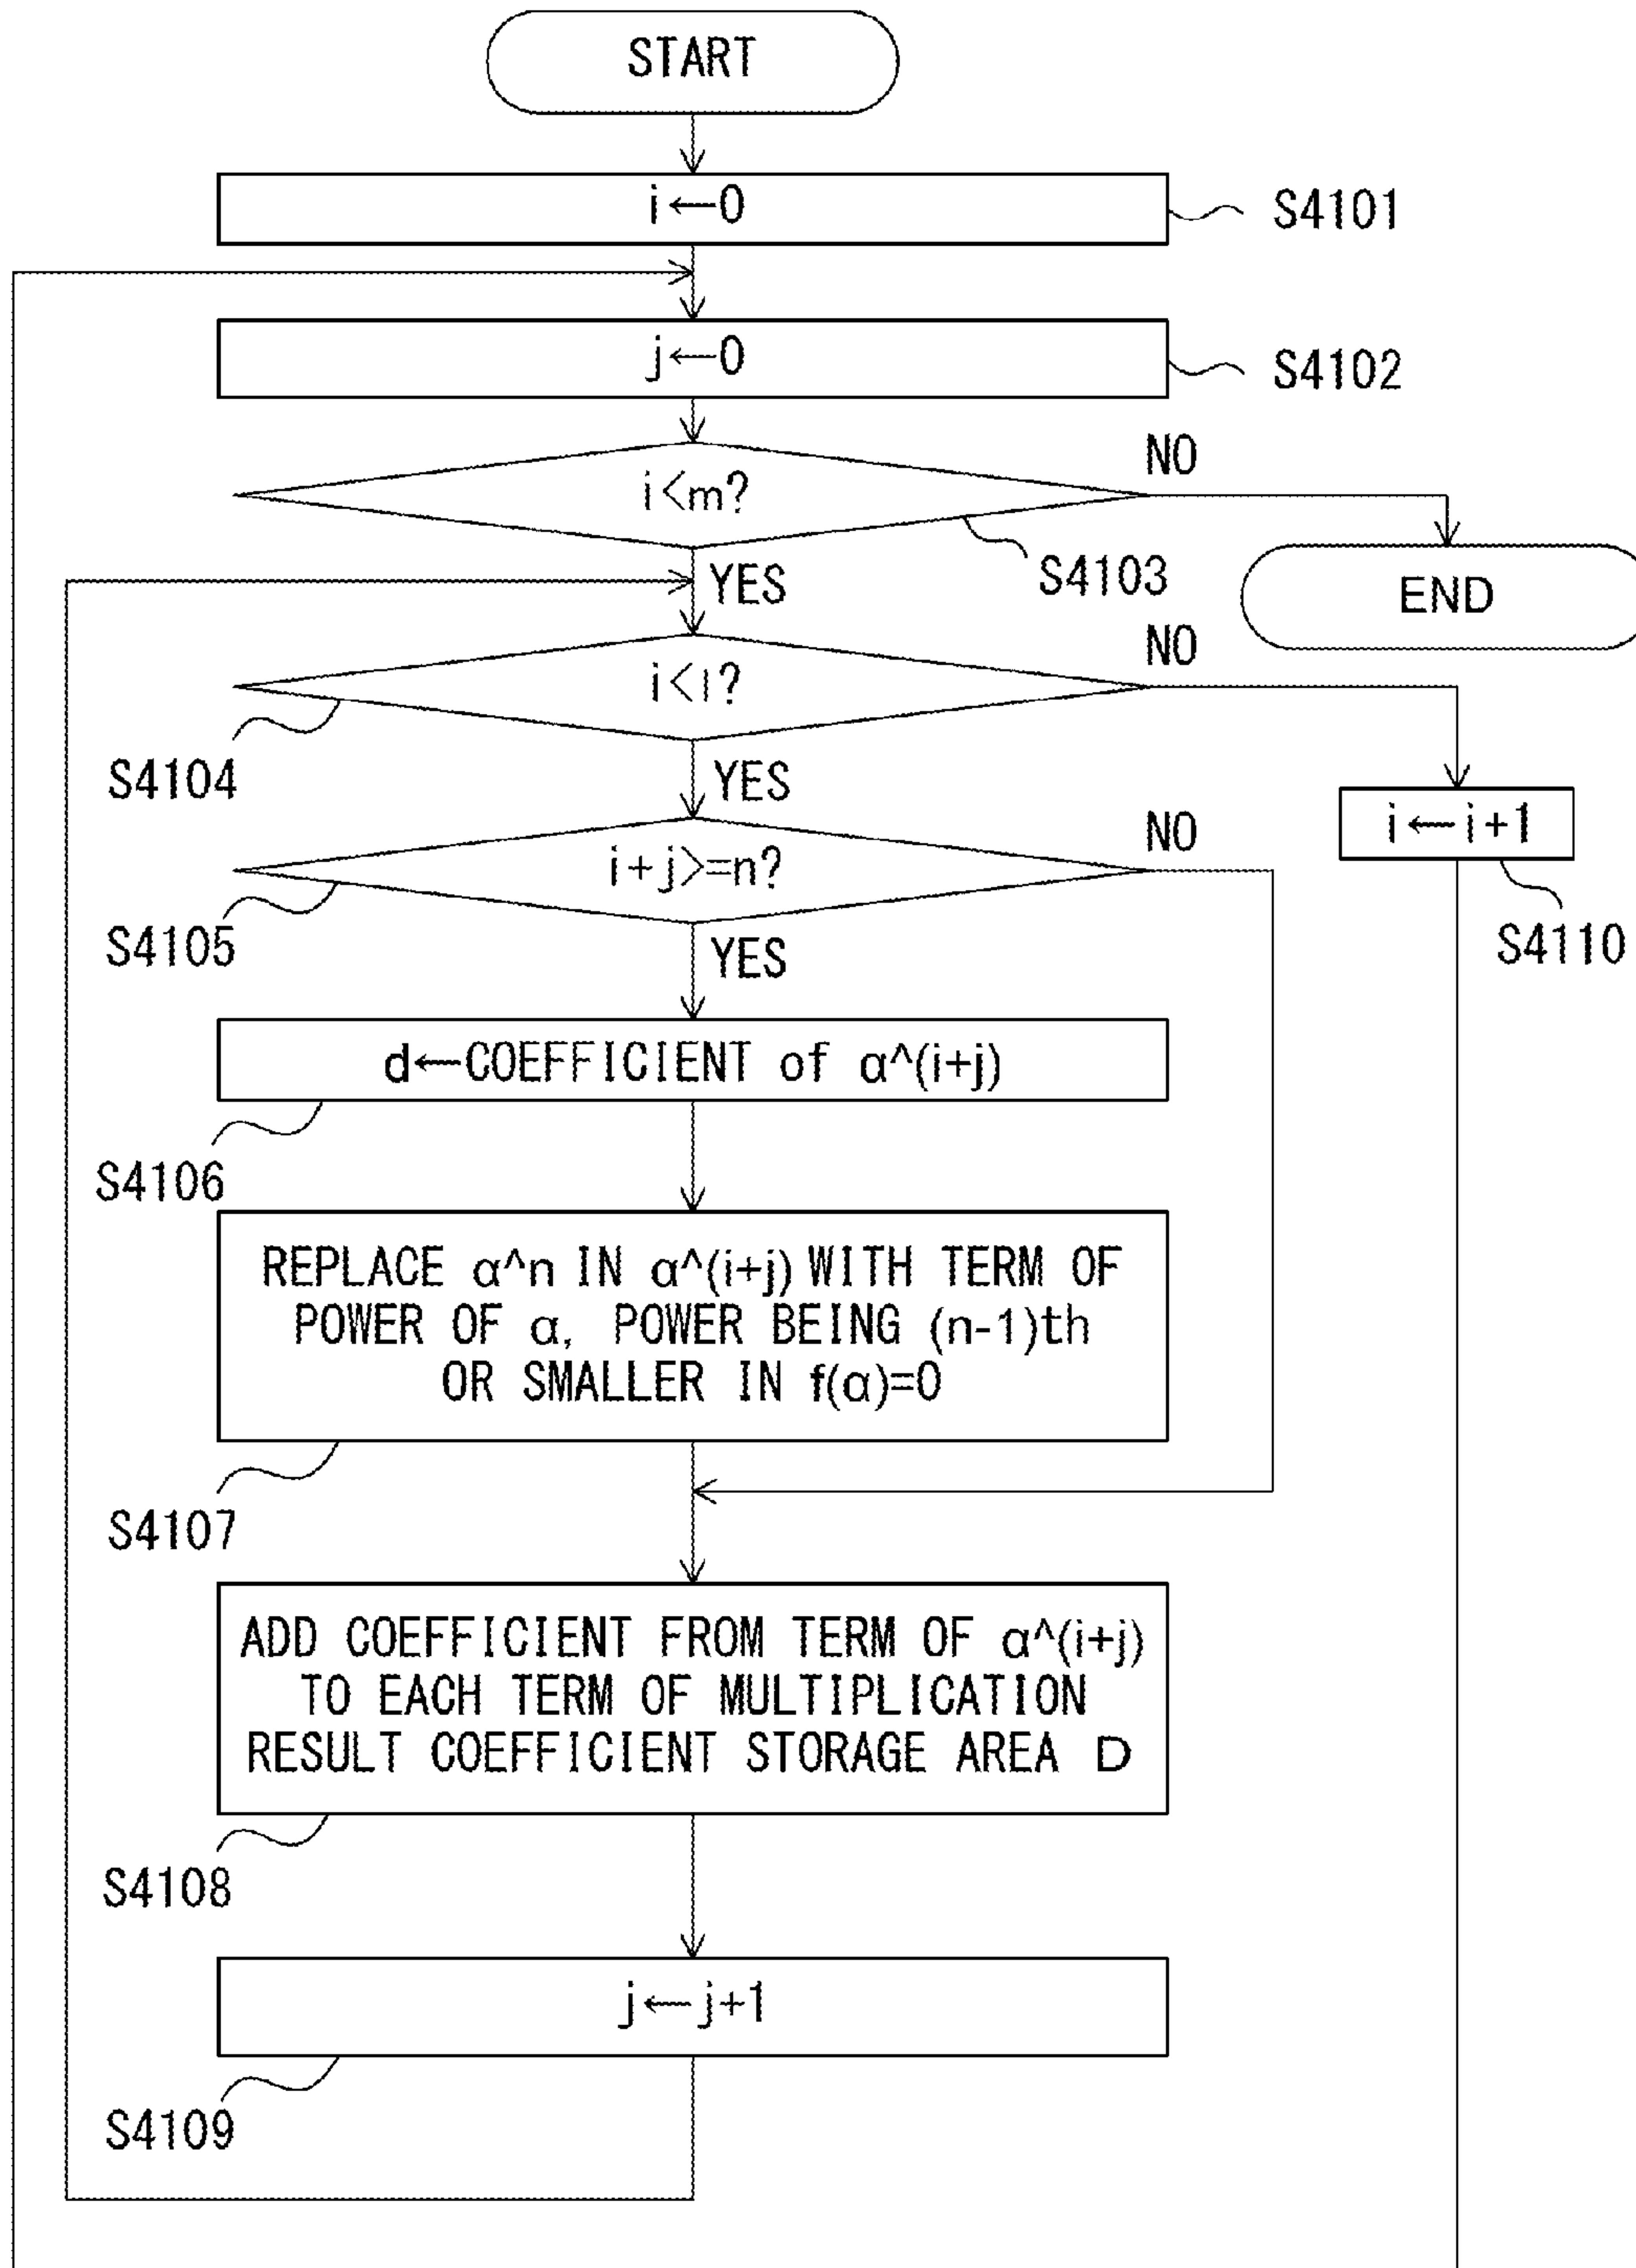 START
i←0
S4101
j←0
S4102
NO
i<m?
S4103
YES
END
NO
i<l?
S4104
YES
NO
i←i+1
i+j>=n?
S4105
S4110
YES
d←COEFFICIENT of α^(i+j)
S4106
REPLACE α^n IN α^(i+j) WITH TERM OF
POWER OF α, POWER BEING (n-1)th
OR SMALLER IN f(α)=0
S4107
ADD COEFFICIENT FROM TERM OF α^(i+j)
TO EACH TERM OF MULTIPLICATION
RESULT COEFFICIENT STORAGE AREA D
S4108
j←j+1
S4109